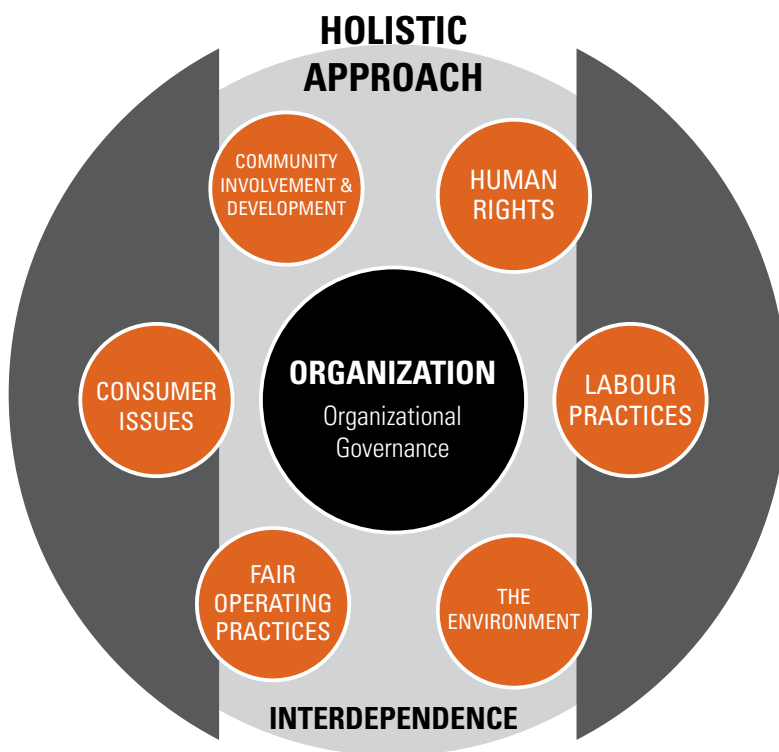 HOLISTIC
APPROACH
COMMUNITY
INVOLVEMENT &
DEVELOPMENT
HUMAN
RIGHTS
CONSUMER
ISSUES
ORGANIZATION
Organizational
Governance
LABOUR
PRACTICES
FAIR
OPERATING
PRACTICES
THE
ENVIRONMENT
INTERDEPENDENCE